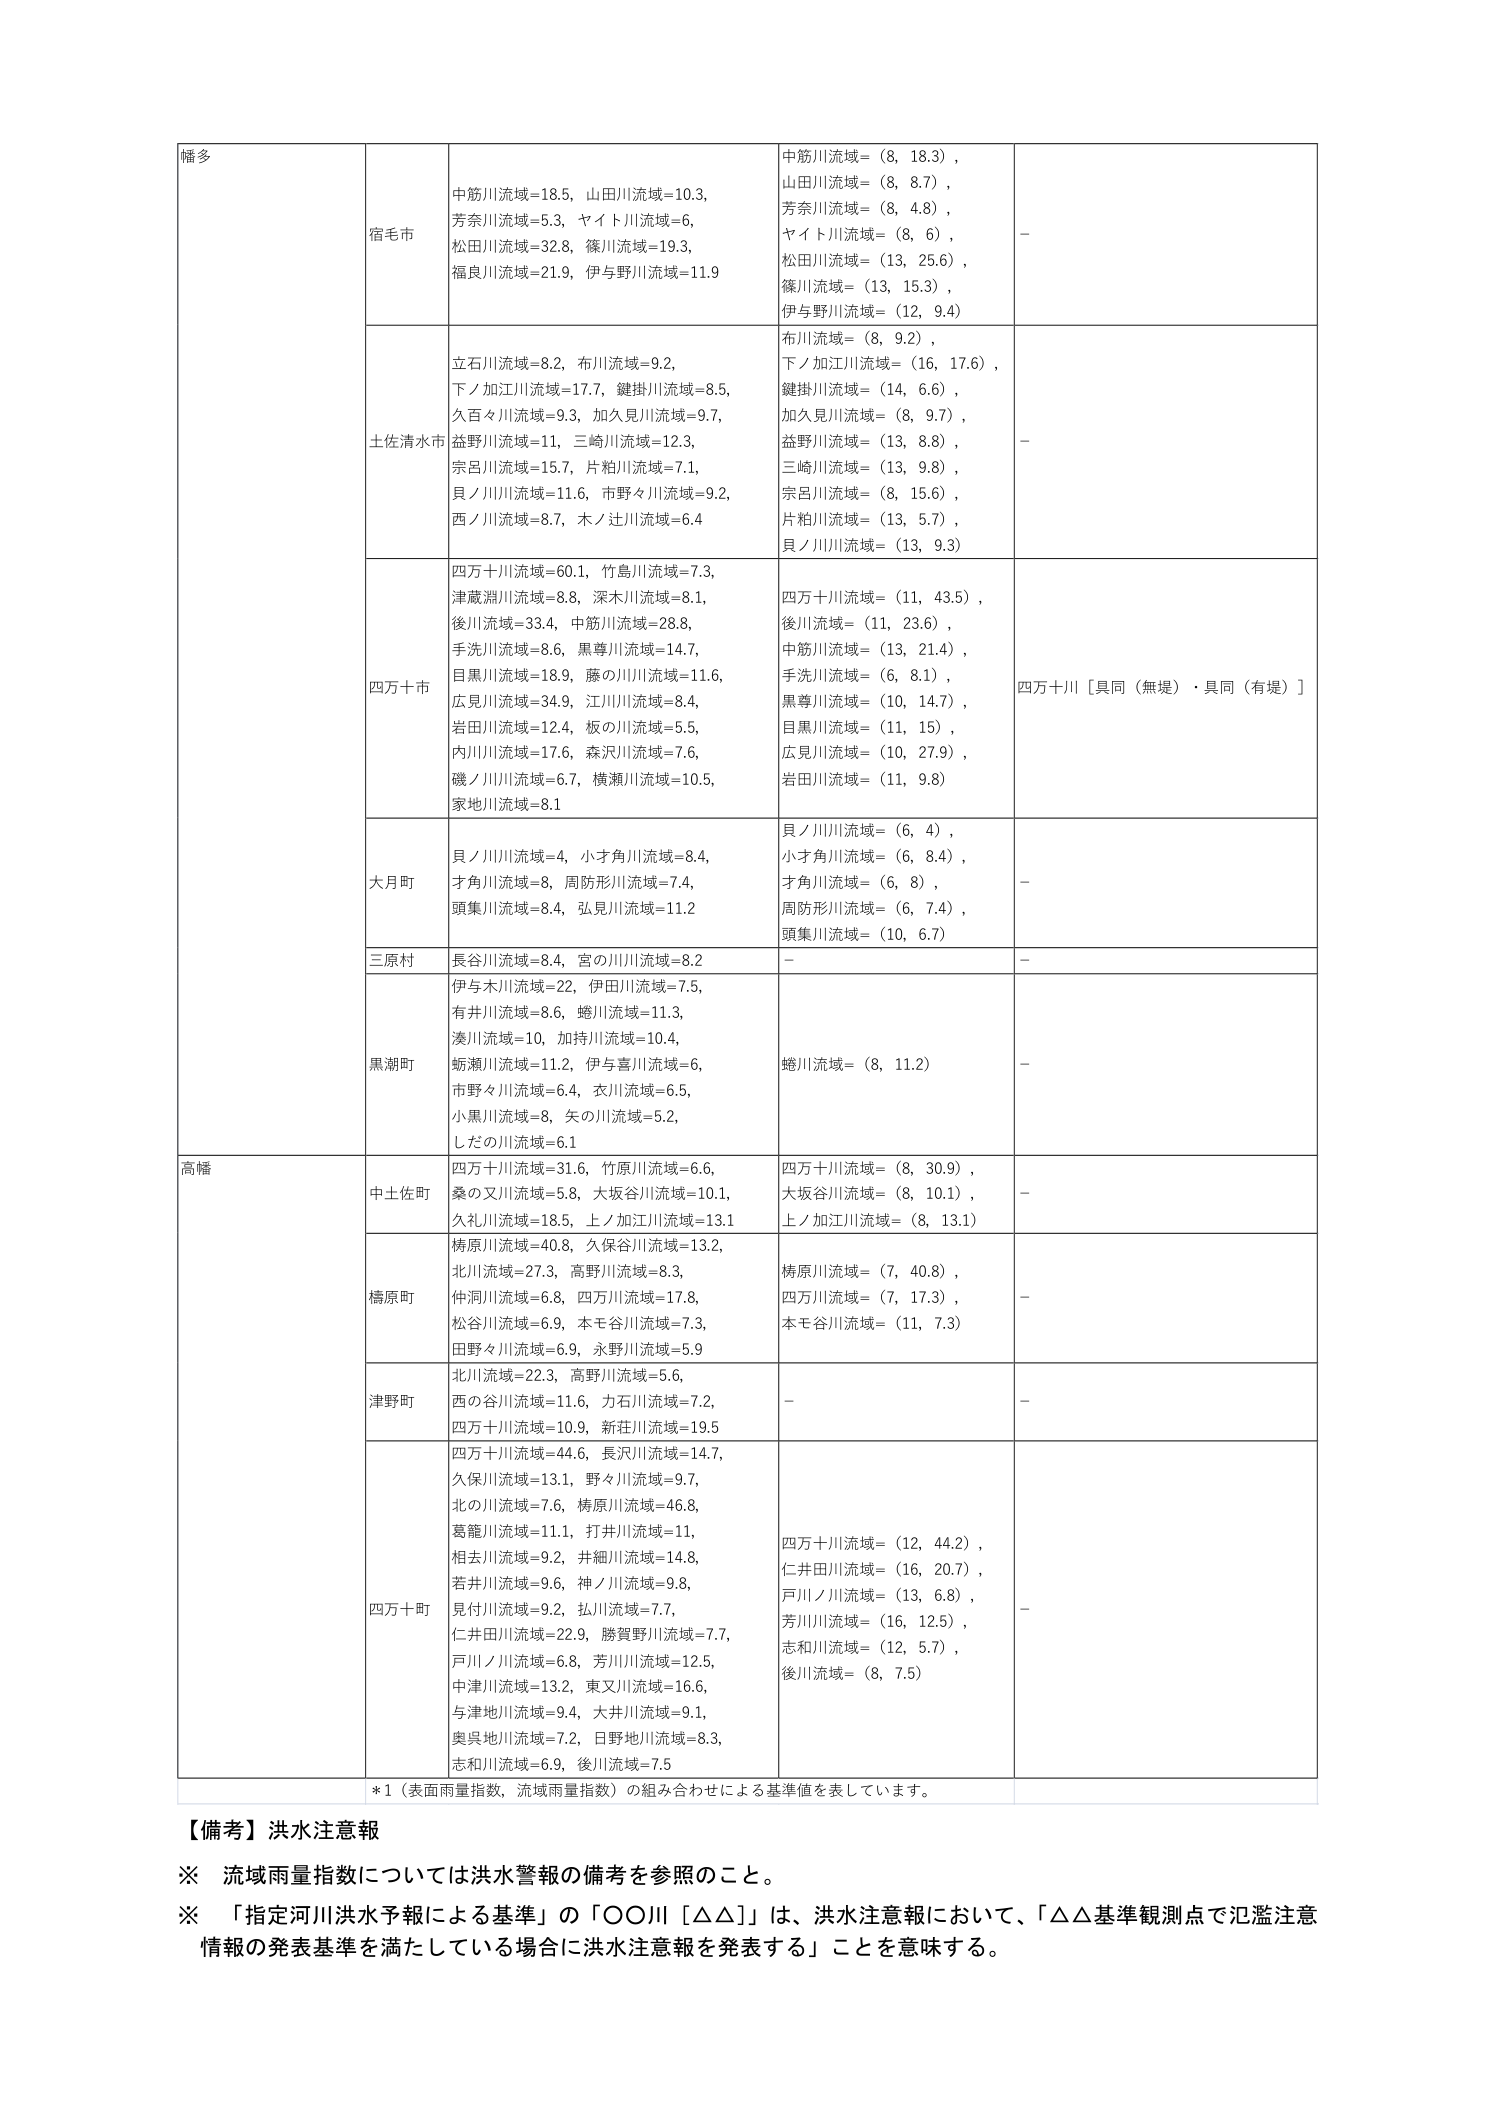 幡多
宿毛市
中筋川流域=18.5, 山田川流域=10.3,
芳奈川流域=5.3, ヤイト川流域=6,
松田川流域=32.8, 篠川流域=19.3,
福良川流域=21.9, 伊与野川流域=11.9
中筋川流域=（8, 18.3）,
山田川流域=（8, 8.7）,
芳奈川流域=（8, 4.8）,
ヤイト川流域=（8, 6）,
松田川流域=（13, 25.6）,
篠川流域=（13, 15.3）,
伊与野川流域=（12, 9.4）
－
土佐清水市
立石川流域=8.2, 布川流域=9.2,
下ノ加江川流域=17.7, 鍵掛川流域=8.5,
久百々川流域=9.3, 加久見川流域=9.7,
益野川流域=11, 三崎川流域=12.3,
宗呂川流域=15.7, 片粕川流域=7.1,
貝ノ川川流域=11.6, 市野々川流域=9.2,
西ノ川流域=8.7, 木ノ辻川流域=6.4
布川流域=（8, 9.2）,
下ノ加江川流域=（16, 17.6）,
鍵掛川流域=（14, 6.6）,
加久見川流域=（8, 9.7）,
益野川流域=（13, 8.8）,
三崎川流域=（13, 9.8）,
宗呂川流域=（8, 15.6）,
片粕川流域=（13, 5.7）,
貝ノ川川流域=（13, 9.3）
－
四万十市
四万十川流域=60.1, 竹島川流域=7.3,
津蔵淵川流域=8.8, 深木川流域=8.1,
後川流域=33.4, 中筋川流域=28.8,
手洗川流域=8.6, 黒尊川流域=14.7,
目黒川流域=18.9, 藤の川川流域=11.6,
広見川流域=34.9, 江川川流域=8.4,
岩田川流域=12.4, 板の川流域=5.5,
内川川流域=17.6, 森沢川流域=7.6,
磯ノ川川流域=6.7, 横瀬川流域=10.5,
家地川流域=8.1
四万十川流域=（11, 43.5）,
後川流域=（11, 23.6）,
中筋川流域=（13, 21.4）,
手洗川流域=（6, 8.1）,
黒尊川流域=（10, 14.7）,
目黒川流域=（11, 15）,
広見川流域=（10, 27.9）,
岩田川流域=（11, 9.8）
四万十川［具同（無堤）・具同（有堤）］
大月町
貝ノ川川流域=4, 小才角川流域=8.4,
才角川流域=8, 周防形川流域=7.4,
頭集川流域=8.4, 弘見川流域=11.2
貝ノ川川流域=（6, 4）,
小才角川流域=（6, 8.4）,
才角川流域=（6, 8）,
周防形川流域=（6, 7.4）,
頭集川流域=（10, 6.7）
－
三原村
長谷川流域=8.4, 宮の川川流域=8.2
－
－
黒潮町
伊与木川流域=22, 伊田川流域=7.5,
有井川流域=8.6, 蜷川流域=11.3,
湊川流域=10, 加持川流域=10.4,
蛎瀬川流域=11.2, 伊与喜川流域=6,
市野々川流域=6.4, 衣川流域=6.5,
小黒川流域=8, 矢の川流域=5.2,
しだの川流域=6.1
蜷川流域=（8, 11.2）
－
高幡
中土佐町
四万十川流域=31.6, 竹原川流域=6.6,
桑の又川流域=5.8, 大坂谷川流域=10.1,
久礼川流域=18.5, 上ノ加江川流域=13.1
四万十川流域=（8, 30.9）,
大坂谷川流域=（8, 10.1）,
上ノ加江川流域=（8, 13.1）
－
檮原町
梼原川流域=40.8, 久保谷川流域=13.2,
北川流域=27.3, 高野川流域=8.3,
仲洞川流域=6.8, 四万川流域=17.8,
松谷川流域=6.9, 本モ谷川流域=7.3,
田野々川流域=6.9, 永野川流域=5.9
梼原川流域=（7, 40.8）,
四万川流域=（7, 17.3）,
本モ谷川流域=（11, 7.3）
－
津野町
北川流域=22.3, 高野川流域=5.6,
西の谷川流域=11.6, 力石川流域=7.2,
四万十川流域=10.9, 新荘川流域=19.5
－
－
四万十町
四万十川流域=44.6, 長沢川流域=14.7,
久保川流域=13.1, 野々川流域=9.7,
北の川流域=7.6, 梼原川流域=46.8,
葛籠川流域=11.1, 打井川流域=11,
相去川流域=9.2, 井細川流域=14.8,
若井川流域=9.6, 神ノ川流域=9.8,
見付川流域=9.2, 払川流域=7.7,
仁井田川流域=22.9, 勝賀野川流域=7.7,
戸川ノ川流域=6.8, 芳川川流域=12.5,
中津川流域=13.2, 東又川流域=16.6,
与津地川流域=9.4, 大井川流域=9.1,
奥呉地川流域=7.2, 日野地川流域=8.3,
志和川流域=6.9, 後川流域=7.5
四万十川流域=（12, 44.2）,
仁井田川流域=（16, 20.7）,
戸川ノ川流域=（13, 6.8）,
芳川川流域=（16, 12.5）,
志和川流域=（12, 5.7）,
後川流域=（8, 7.5）
－
＊1（表面雨量指数, 流域雨量指数）の組み合わせによる基準値を表しています。
【備考】洪水注意報
※　流域雨量指数については洪水警報の備考を参照のこと。
※　「指定河川洪水予報による基準」の「〇〇川［△△］」は、洪水注意報において、「△△基準観測点で氾濫注意
情報の発表基準を満たしている場合に洪水注意報を発表する」ことを意味する。